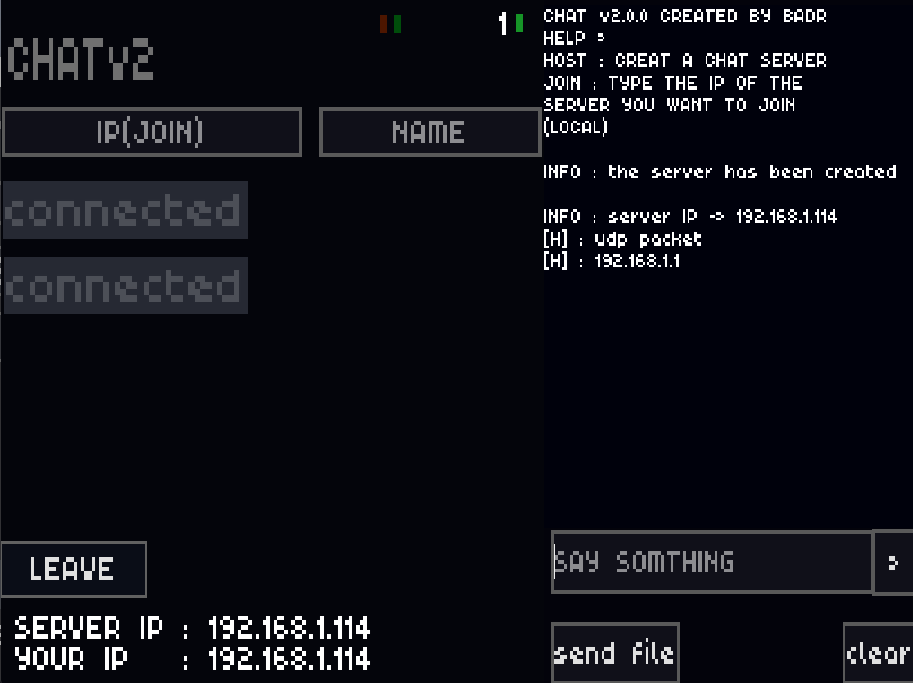 CHATv2
1
IP(JOIN)
NAME
connected
connected
LEAVE
SERVER IP : 192.168.1.114
YOUR IP : 192.168.1.114
CHAT v2.0.0 CREATED BY BADR
HELP >
HOST : CREAT A CHAT SERVER
JOIN : TYPE THE IP OF THE
SERVER YOU WANT TO JOIN
(LOCAL)
INFO : the server has been created
INFO : server IP -> 192.168.1.114
[H] : udp packet
[H] : 192.168.1.1
SAY SOMTHING
>
send file
clear